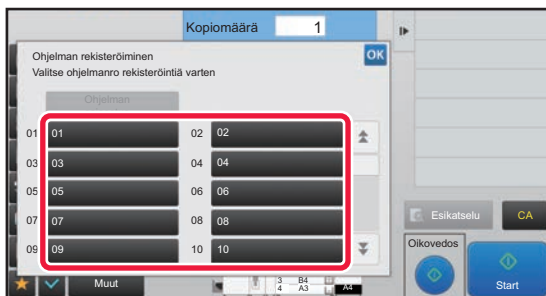 Kopiomäärä 1
OK
Ohjelman rekisteröiminen
Valitse ohjelmanro rekisteröintiä varten
Ohjelman
01 01 02 02
03 03 04 04
05 05 06 06
07 07 08 08
09 09 10 10
Esikatselu CA
Oikovedos
Muut
3 B4
4 A3
A4
Start